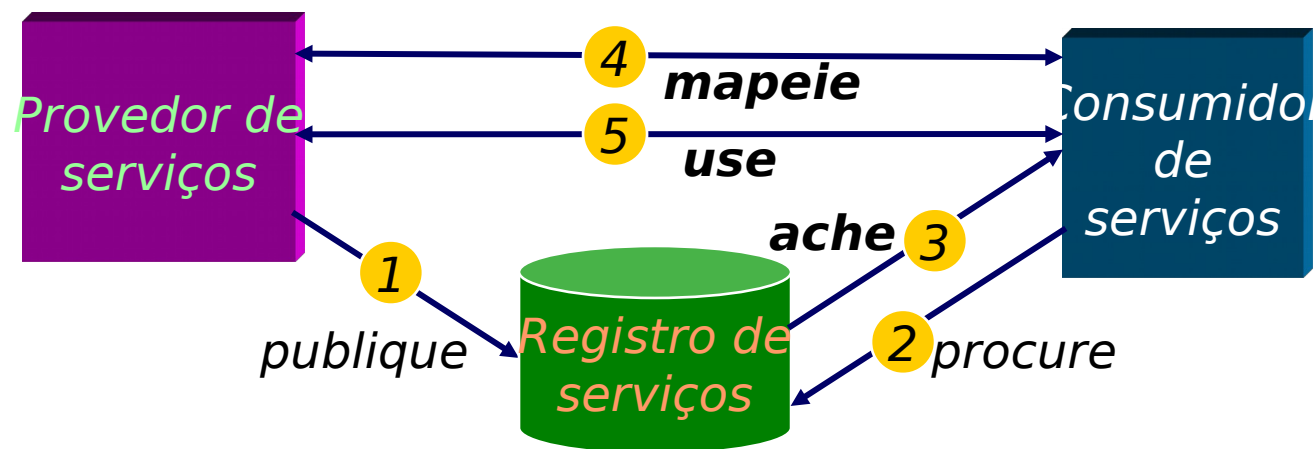 Provedor de
serviços
4
mapeie
5
use
Consumidor
de
serviços
ache
3
1
publique
Registro de
serviços
2
procure